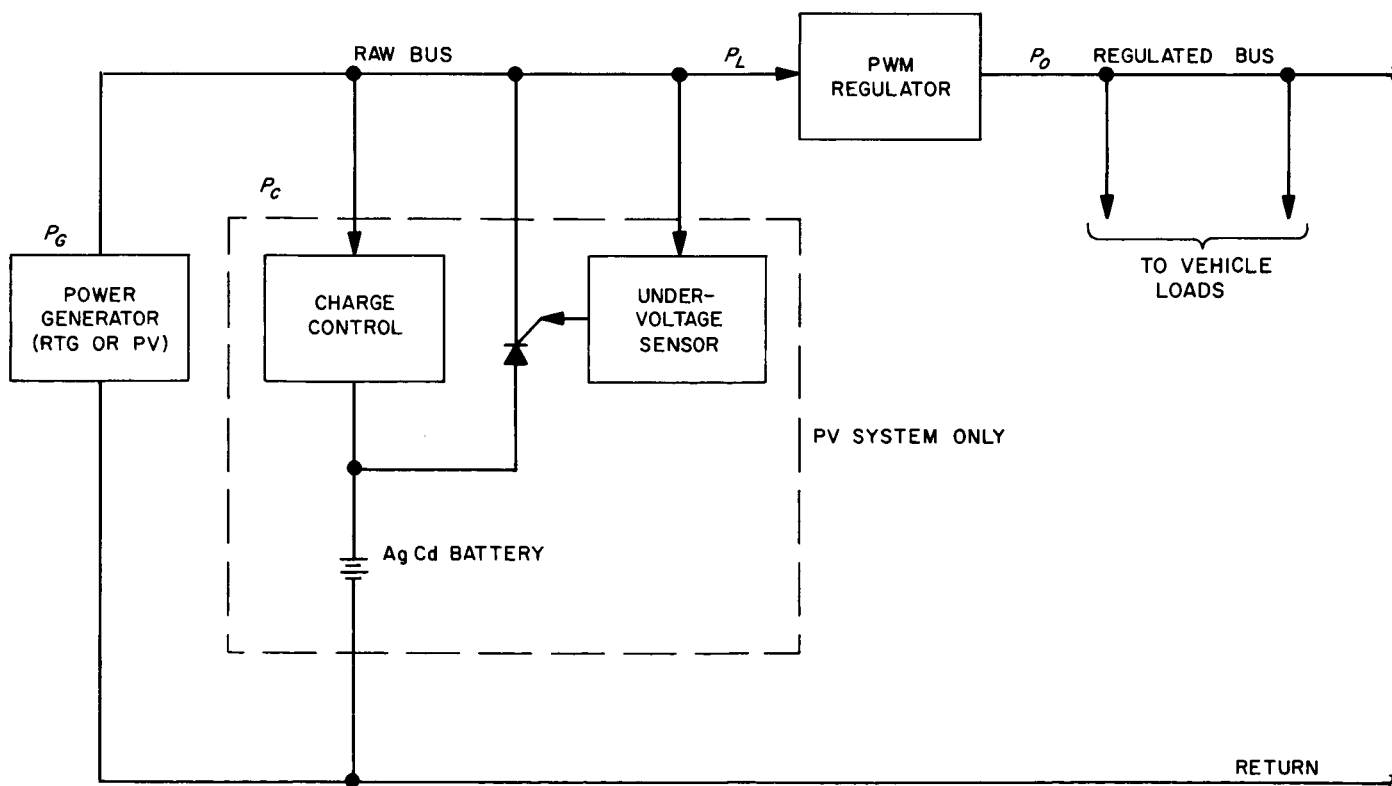 RAW BUS
P_L
PWM
REGULATOR
P_O
REGULATED BUS
P_C
P_G
POWER
GENERATOR
(RTG OR PV)
CHARGE
CONTROL
UNDER-
VOLTAGE
SENSOR
TO VEHICLE
LOADS
PV SYSTEM ONLY
Ag Cd BATTERY
RETURN